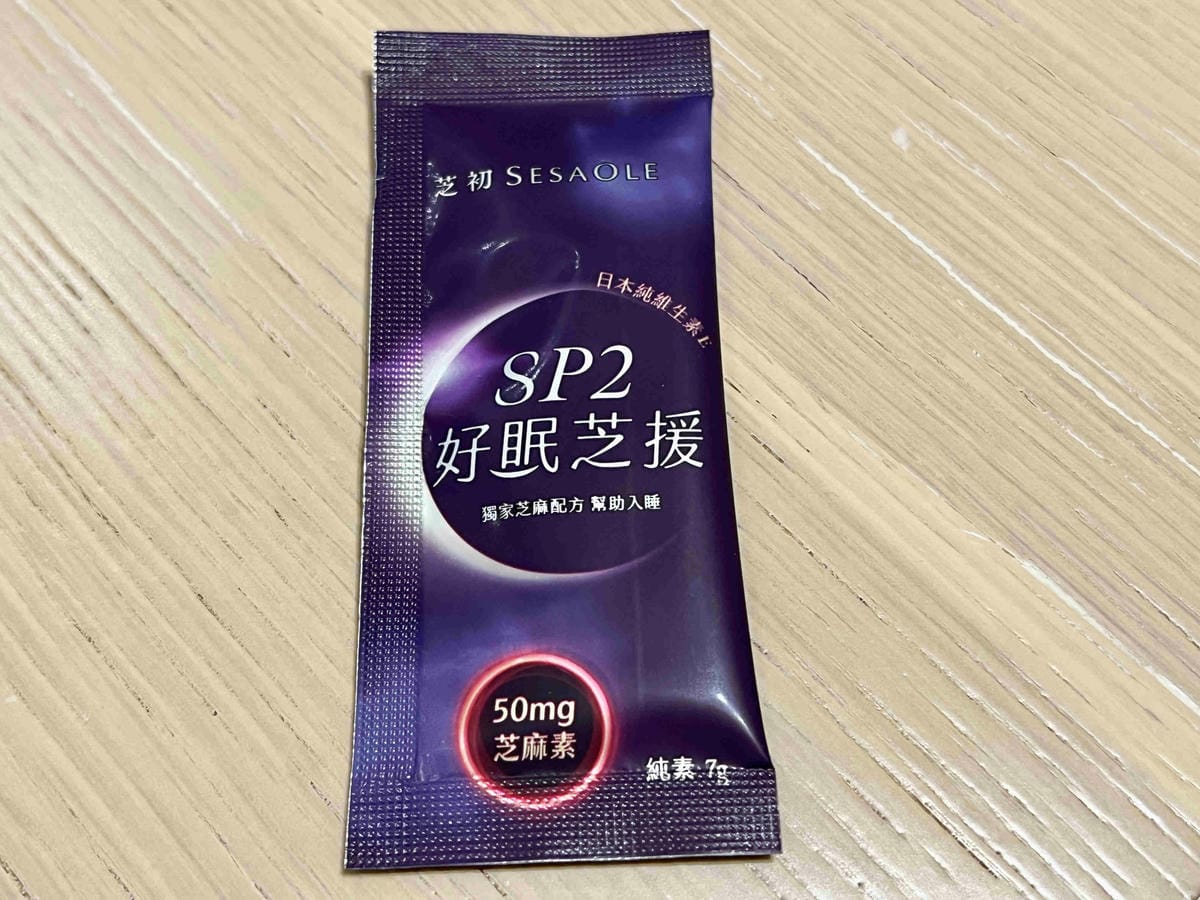 芝初 SESAOLE
日本純維生素E
SP2
好眠芝援
獨家芝麻配方 幫助入睡
50mg
芝麻素
純素 7g